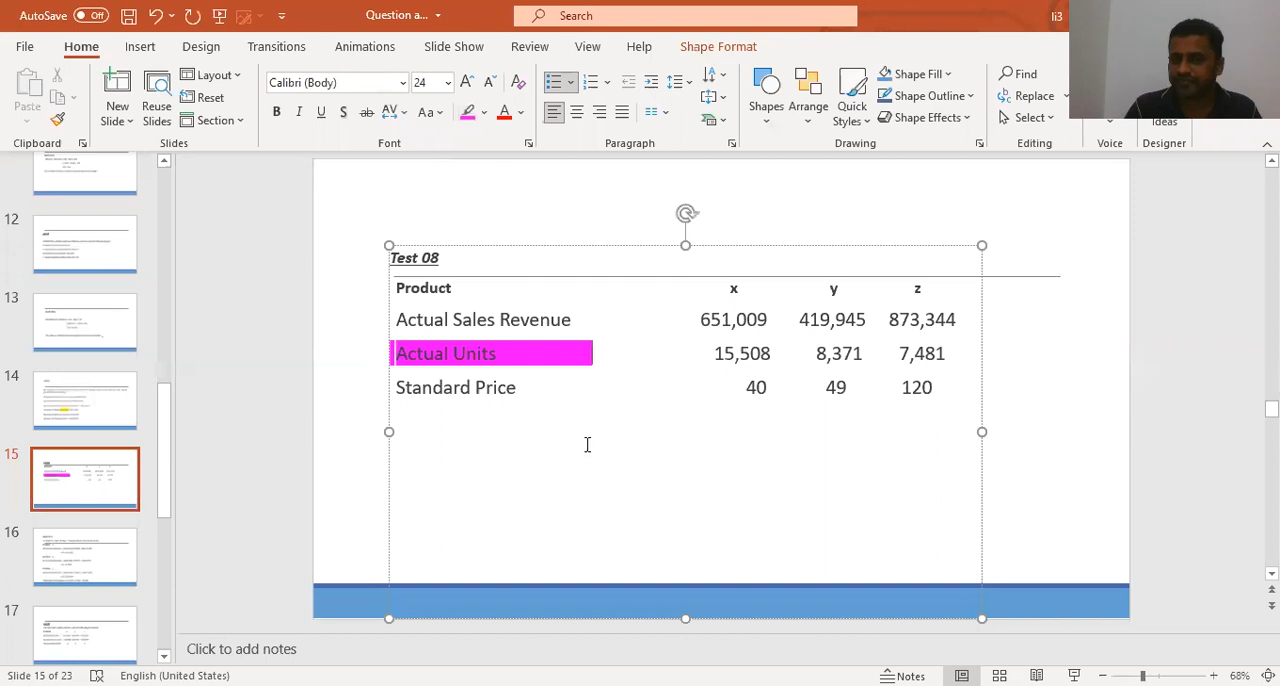 AutoSave Off Question a... Search li3
File Home Insert Design Transitions Animations Slide Show Review View Help Shape Format
Paste
Clipboard
New Slide
Reuse Slides
Layout
Reset
Section
Slides
Calibri (Body) 24
B U S ab AV Aa A
Font
Paragraph
Shapes Arrange Quick Styles
Shape Fill
Shape Outline
Shape Effects
Drawing
Find
Replace
Select
Editing
Voice
Ideas
Designer
12
13
14
15
16
17
Test 08
Product x y z
Actual Sales Revenue 651,009 419,945 873,344
Actual Units 15,508 8,371 7,481
Standard Price 40 49 120
Click to add notes
Slide 15 of 23 English (United States) Notes 68%